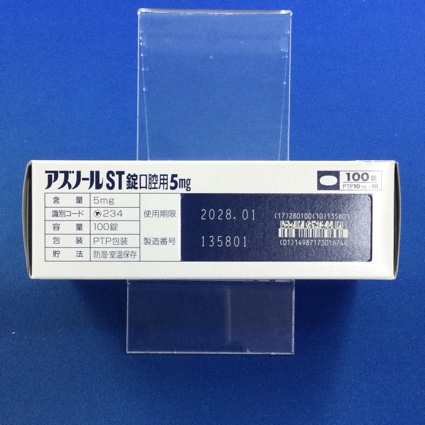 アズノールST錠口腔用5mg
100錠
PTP10錠×10
含量 5mg
識別コード 234
容量 100錠
包装 PTP包装
貯法 防湿・室温保存
使用期限 2028.01
製造番号 135801
(17)280100(10)135801
(01)14987173016744